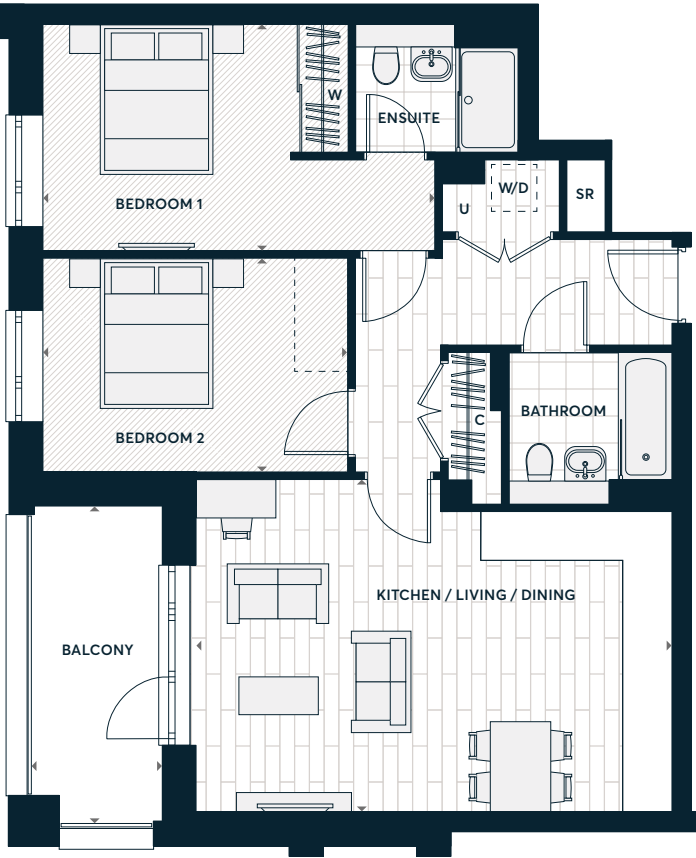 W
ENSUITE
W/D
SR
U
BEDROOM 1
C
BATHROOM
BEDROOM 2
KITCHEN / LIVING / DINING
BALCONY